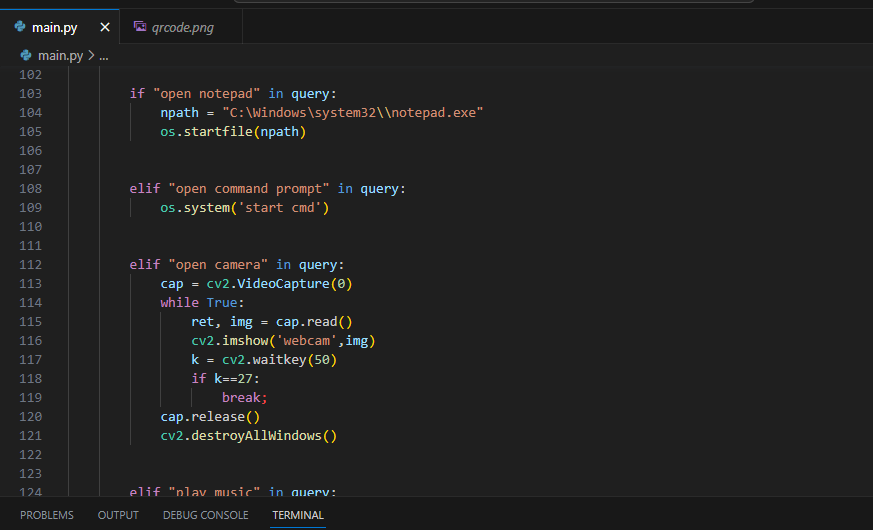 main.py × qrcode.png
main.py > ...
102
103 if "open notepad" in query:
104 npath = "C:\Windows\system32\\notepad.exe"
105 os.startfile(npath)
106
107
108 elif "open command prompt" in query:
109 os.system('start cmd')
110
111
112 elif "open camera" in query:
113 cap = cv2.VideoCapture(0)
114 while True:
115 ret, img = cap.read()
116 cv2.imshow('webcam',img)
117 k = cv2.waitkey(50)
118 if k==27:
119 break;
120 cap.release()
121 cv2.destroyAllWindows()
122
123
124 elif "play music" in query:
PROBLEMS OUTPUT DEBUG CONSOLE TERMINAL